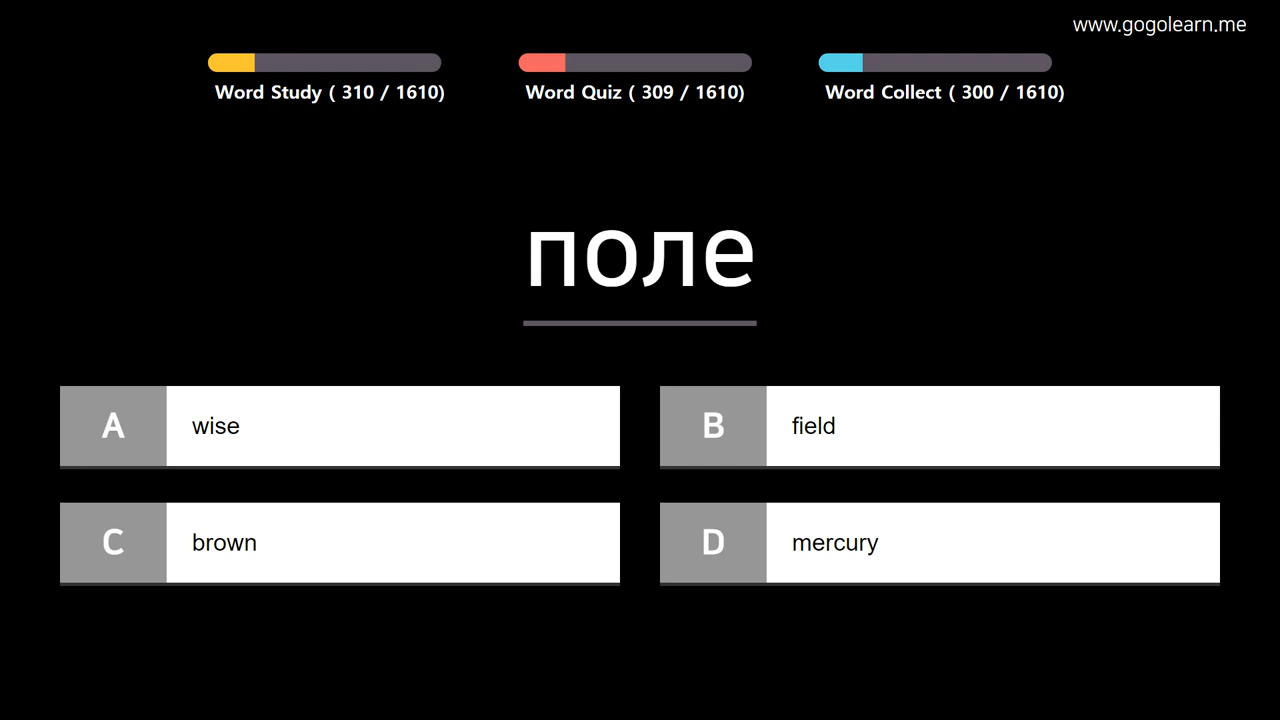 www.gogolearn.me
Word Study ( 310 / 1610)
Word Quiz ( 309 / 1610)
Word Collect ( 300 / 1610)
поле
A wise
B field
C brown
D mercury